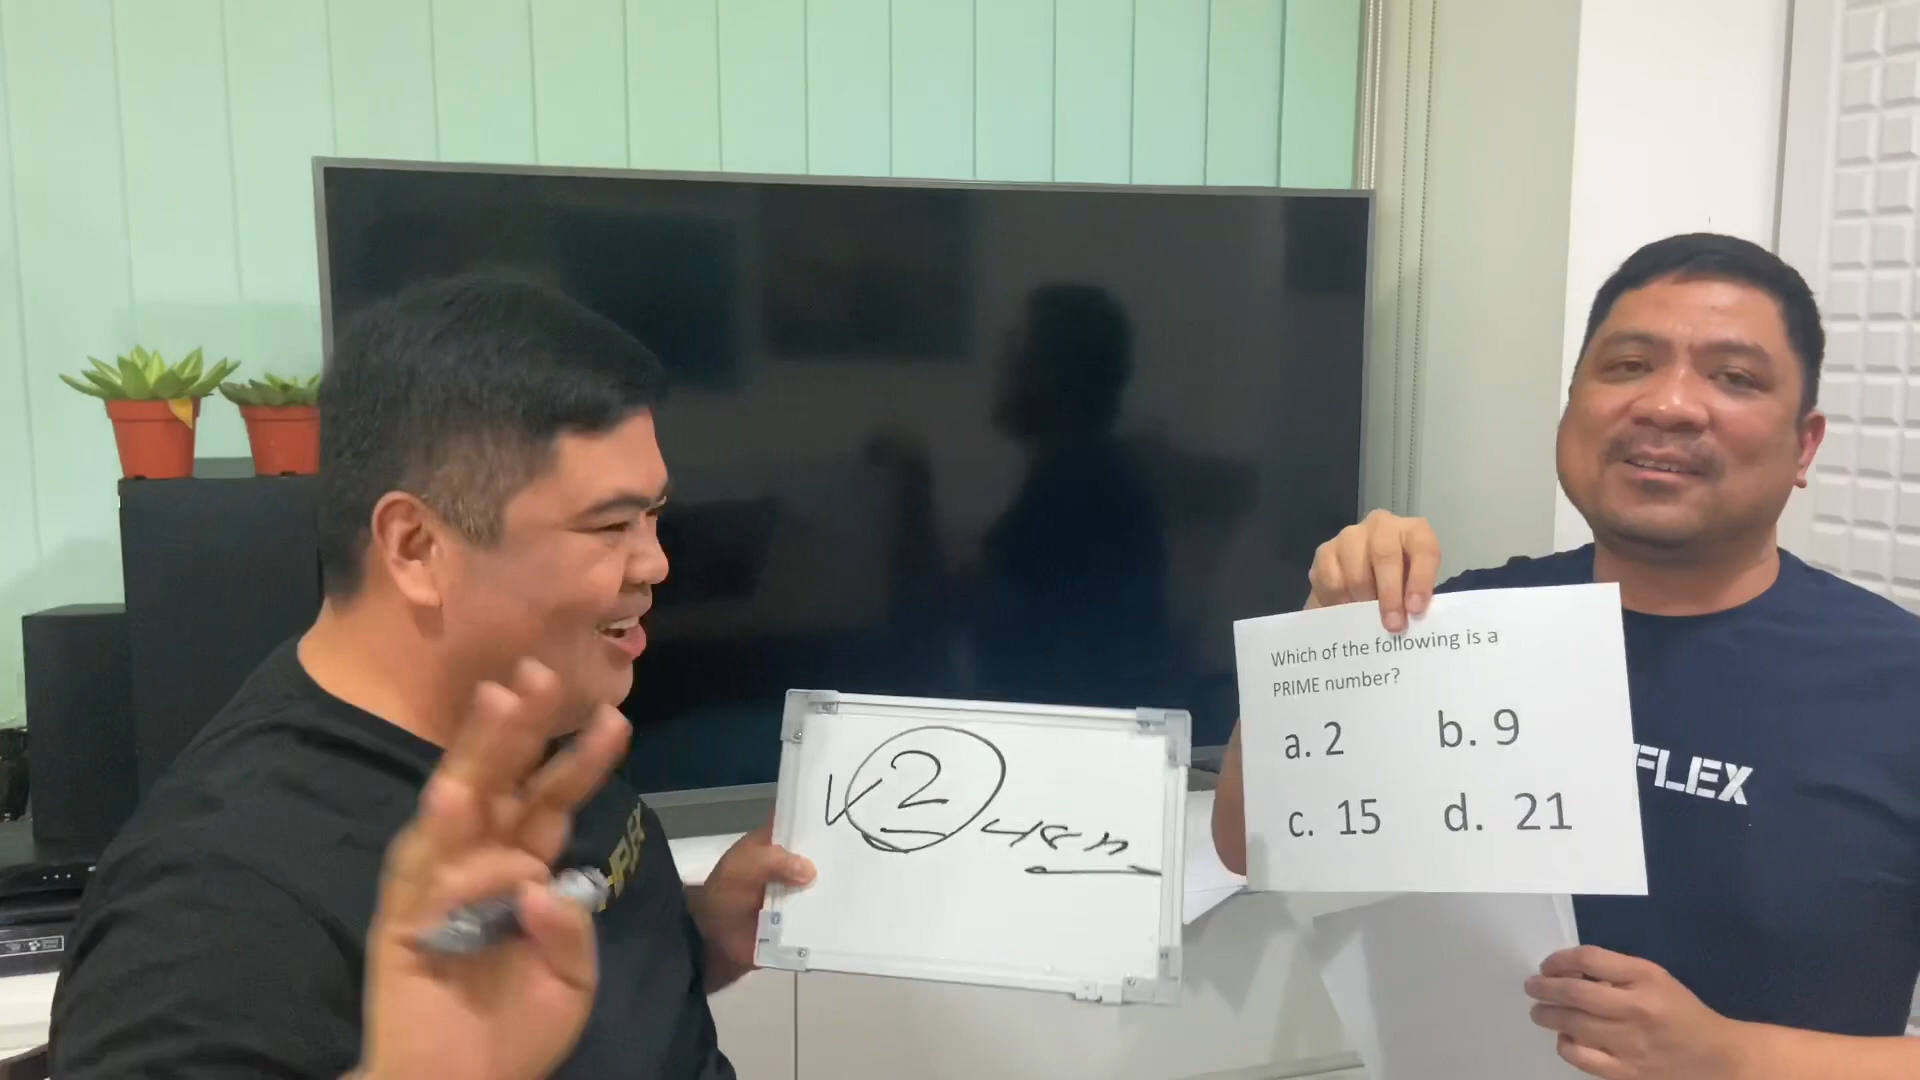 2
Which of the following is a
PRIME number?
a. 2 b. 9
c. 15 d. 21
FLEX